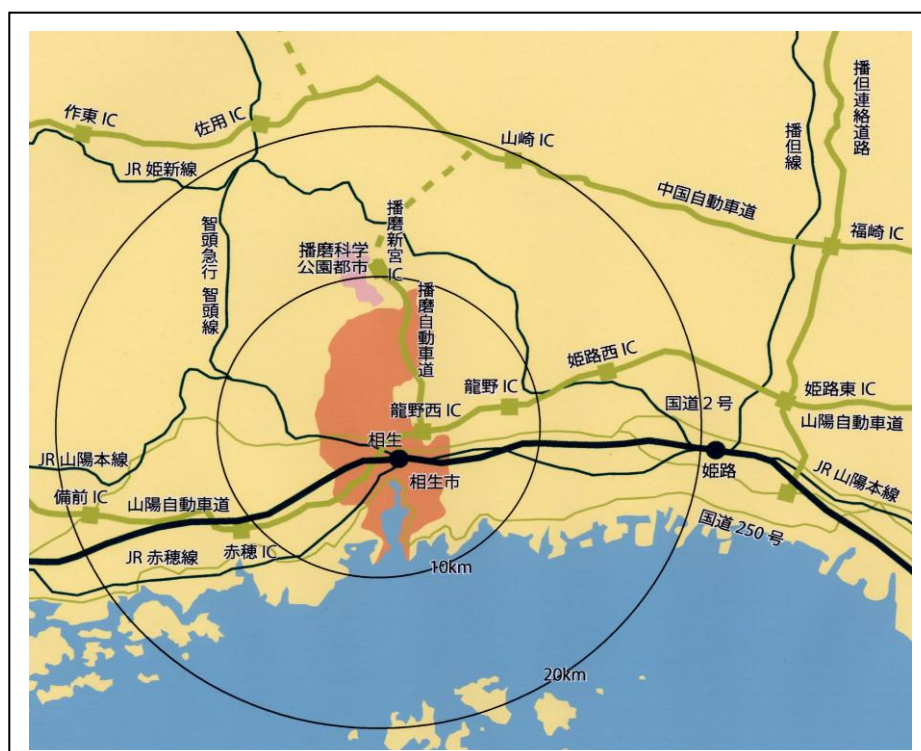 作東 IC
佐用 IC
山崎 IC
播但線
播但連絡道路
JR 姫新線
中国自動車道
福崎 IC
智頭急行 智頭線
播磨科学
公園都市
播磨新宮
IC
播磨自動車道
姫路西 IC
龍野 IC
姫路東 IC
龍野西 IC
国道2号
山陽自動車道
相生
姫路
JR 山陽本線
JR 山陽本線
相生市
備前 IC
山陽自動車道
国道 250 号
赤穂 IC
JR 赤穂線
10km
20km